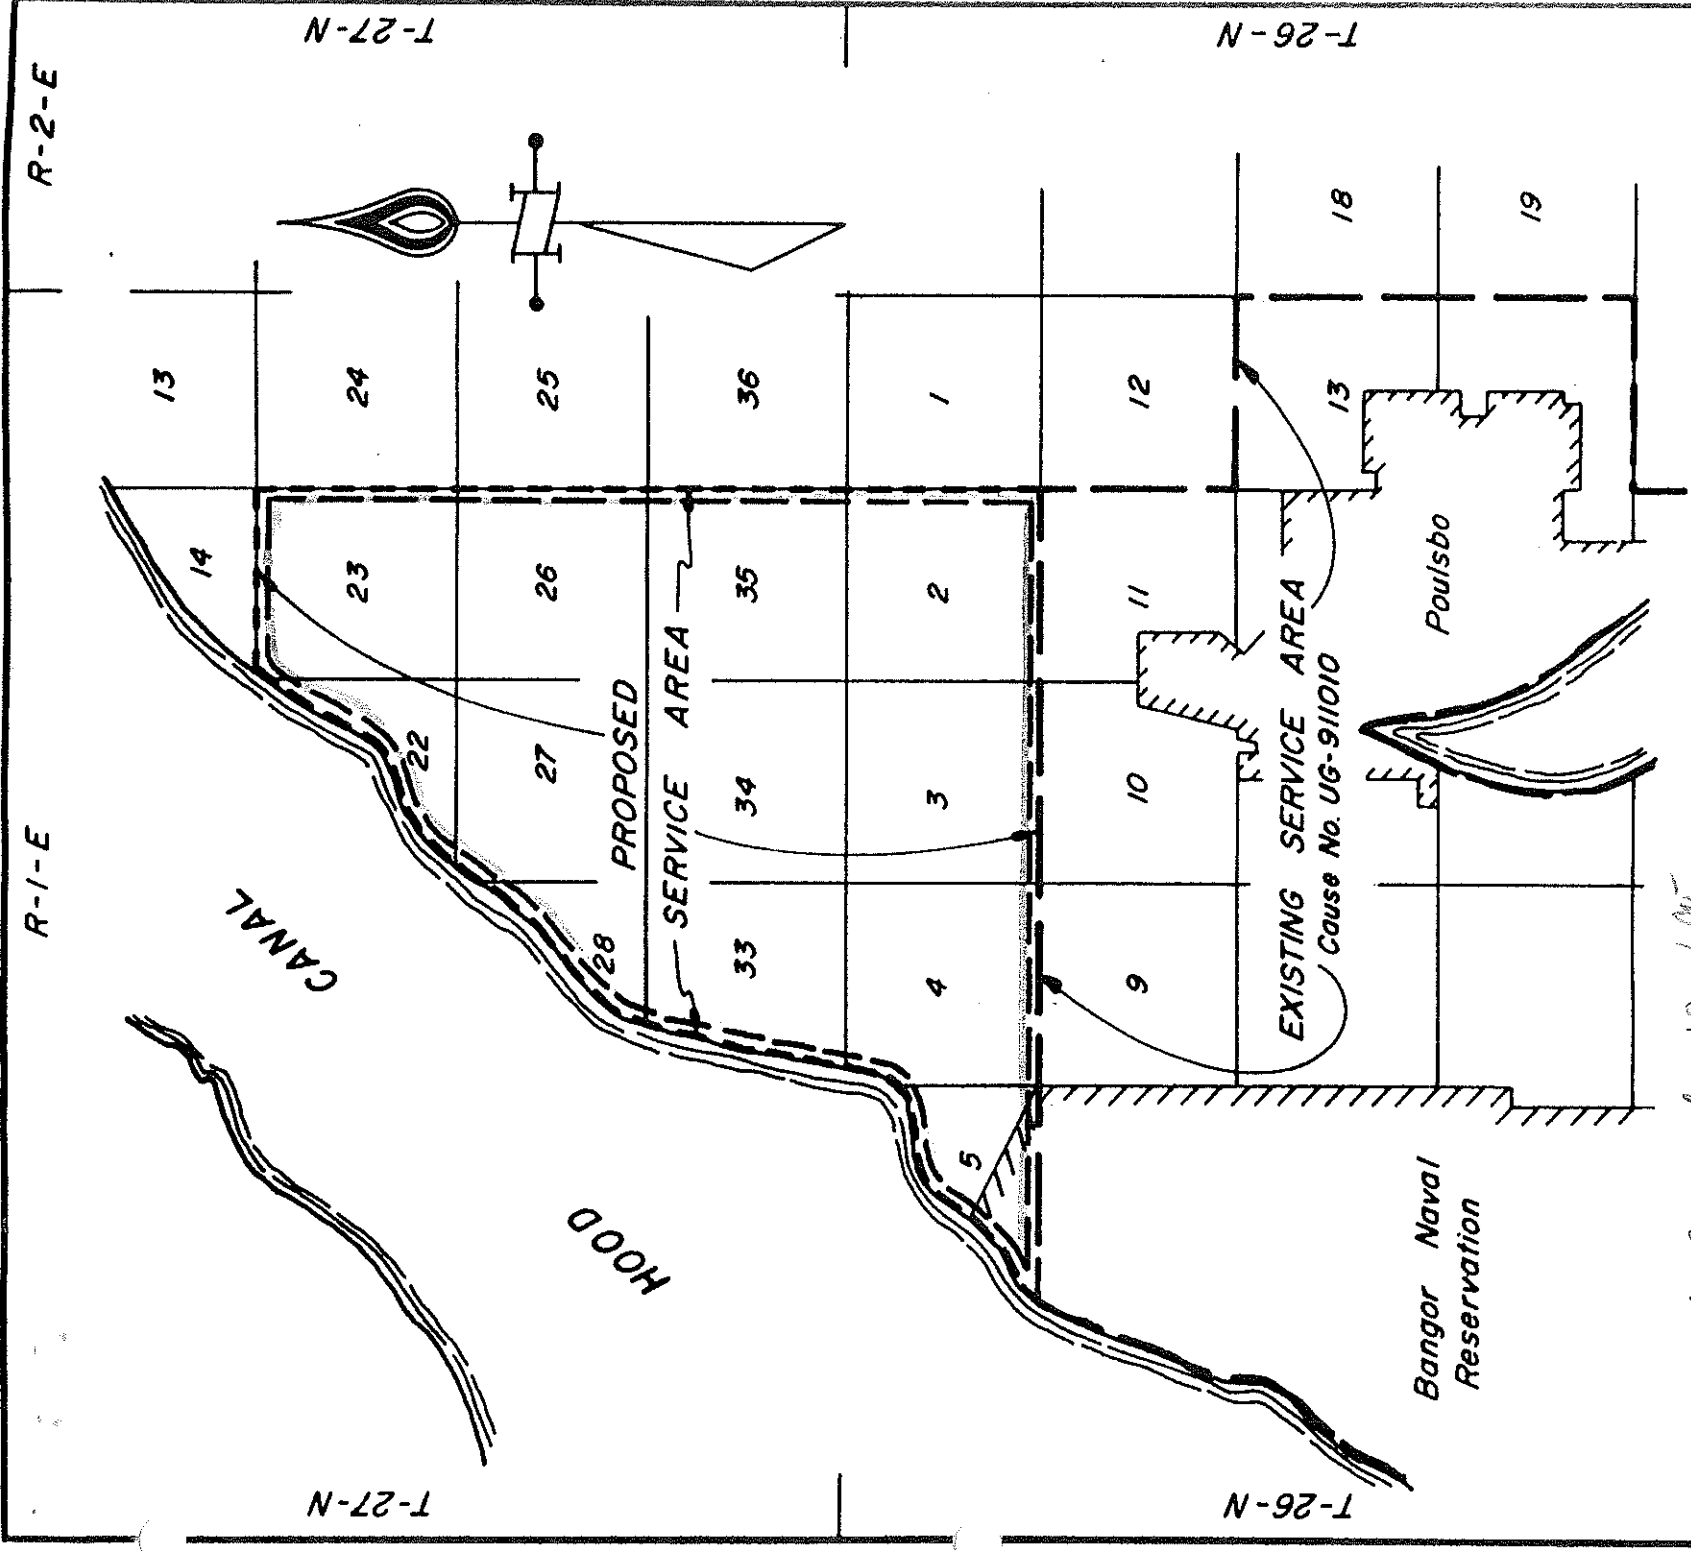 R-1-E
R-2-E
T-27-N
T-27-N
CANAL
HOOD
14
13
23
24
22
27
26
25
28
PROPOSED
SERVICE AREA
33
34
35
36
5
4
3
2
1
T-26-N
T-26-N
9
10
11
12
EXISTING SERVICE AREA
Cause No. UG-911010
13
18
Poulsbo
19
Bangor Naval
Reservation